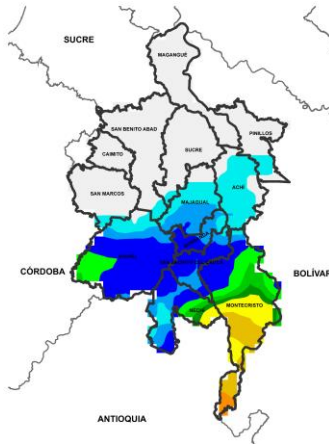 SUCRE
MAGANGUÉ
SAN BENITO ABAD
SUCRE
PINILLOS
CAIMITO
SAN MARCOS
ACHÍ
MAJAGUAL
CÓRDOBA
BOLÍVAR
MONTECRISTO
ANTIOQUIA